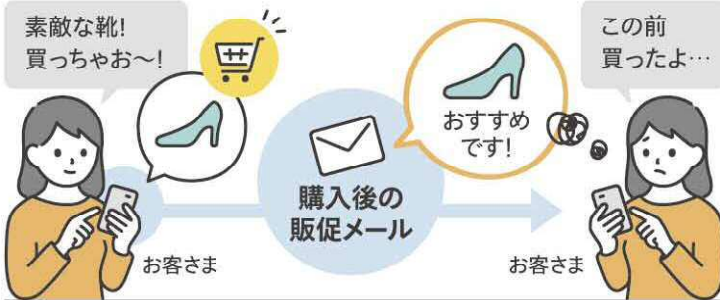 素敵な靴!
買っちゃお〜!
この前
買ったよ…
おすすめ
です!
購入後の
販促メール
お客さま
お客さま